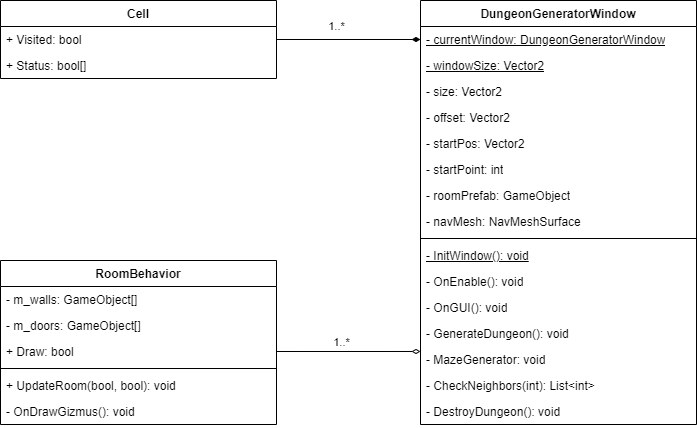 Cell
+ Visited: bool
+ Status: bool[]
1..*
DungeonGeneratorWindow
- currentWindow: DungeonGeneratorWindow
- windowSize: Vector2
- size: Vector2
- offset: Vector2
- startPos: Vector2
- startPoint: int
- roomPrefab: GameObject
- navMesh: NavMeshSurface
- InitWindow(): void
- OnEnable(): void
- OnGUI(): void
- GenerateDungeon(): void
- MazeGenerator: void
- CheckNeighbors(int): List<int>
- DestroyDungeon(): void
RoomBehavior
- m_walls: GameObject[]
- m_doors: GameObject[]
+ Draw: bool
+ UpdateRoom(bool, bool): void
- OnDrawGizmus(): void
1..*